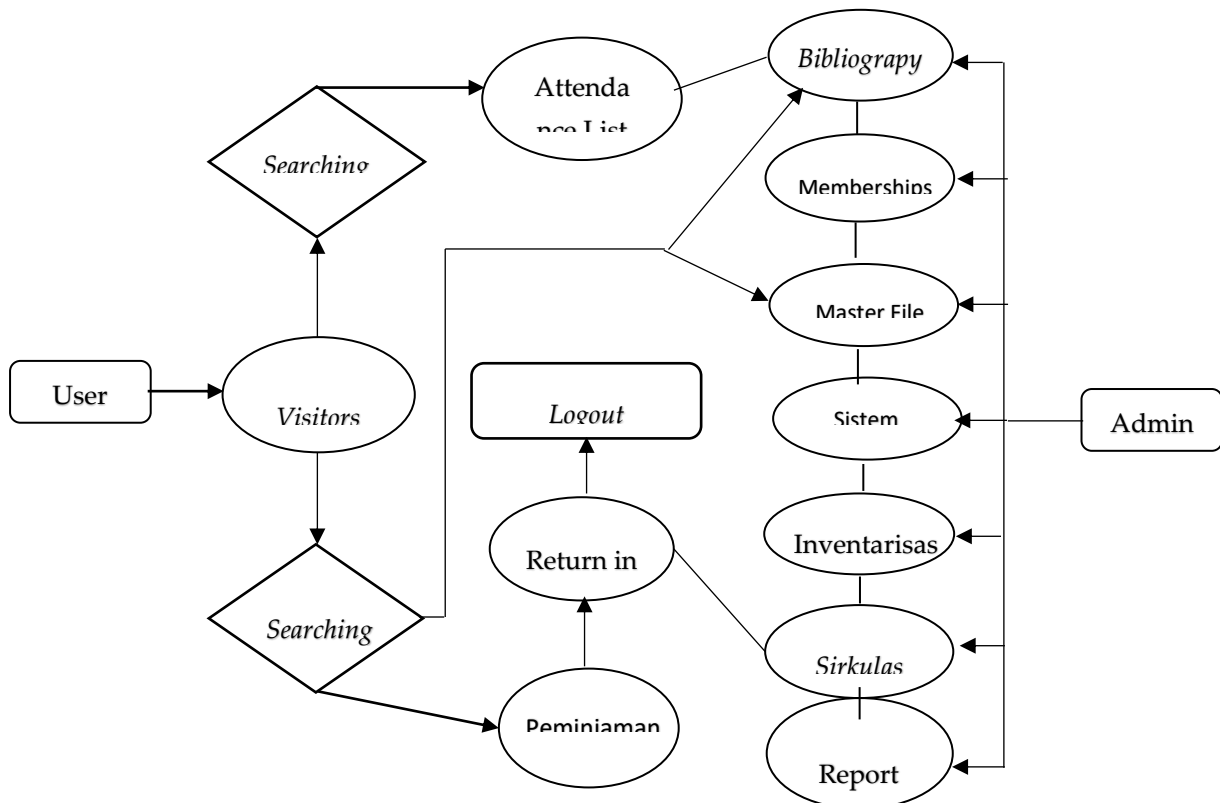 Bibliograpy
Attenda
nce List
Searching
Memberships
Master File
User
Visitors
Logout
Sistem
Admin
Inventarisas
Return in
Searching
Sirkulas
Peminjaman
Report